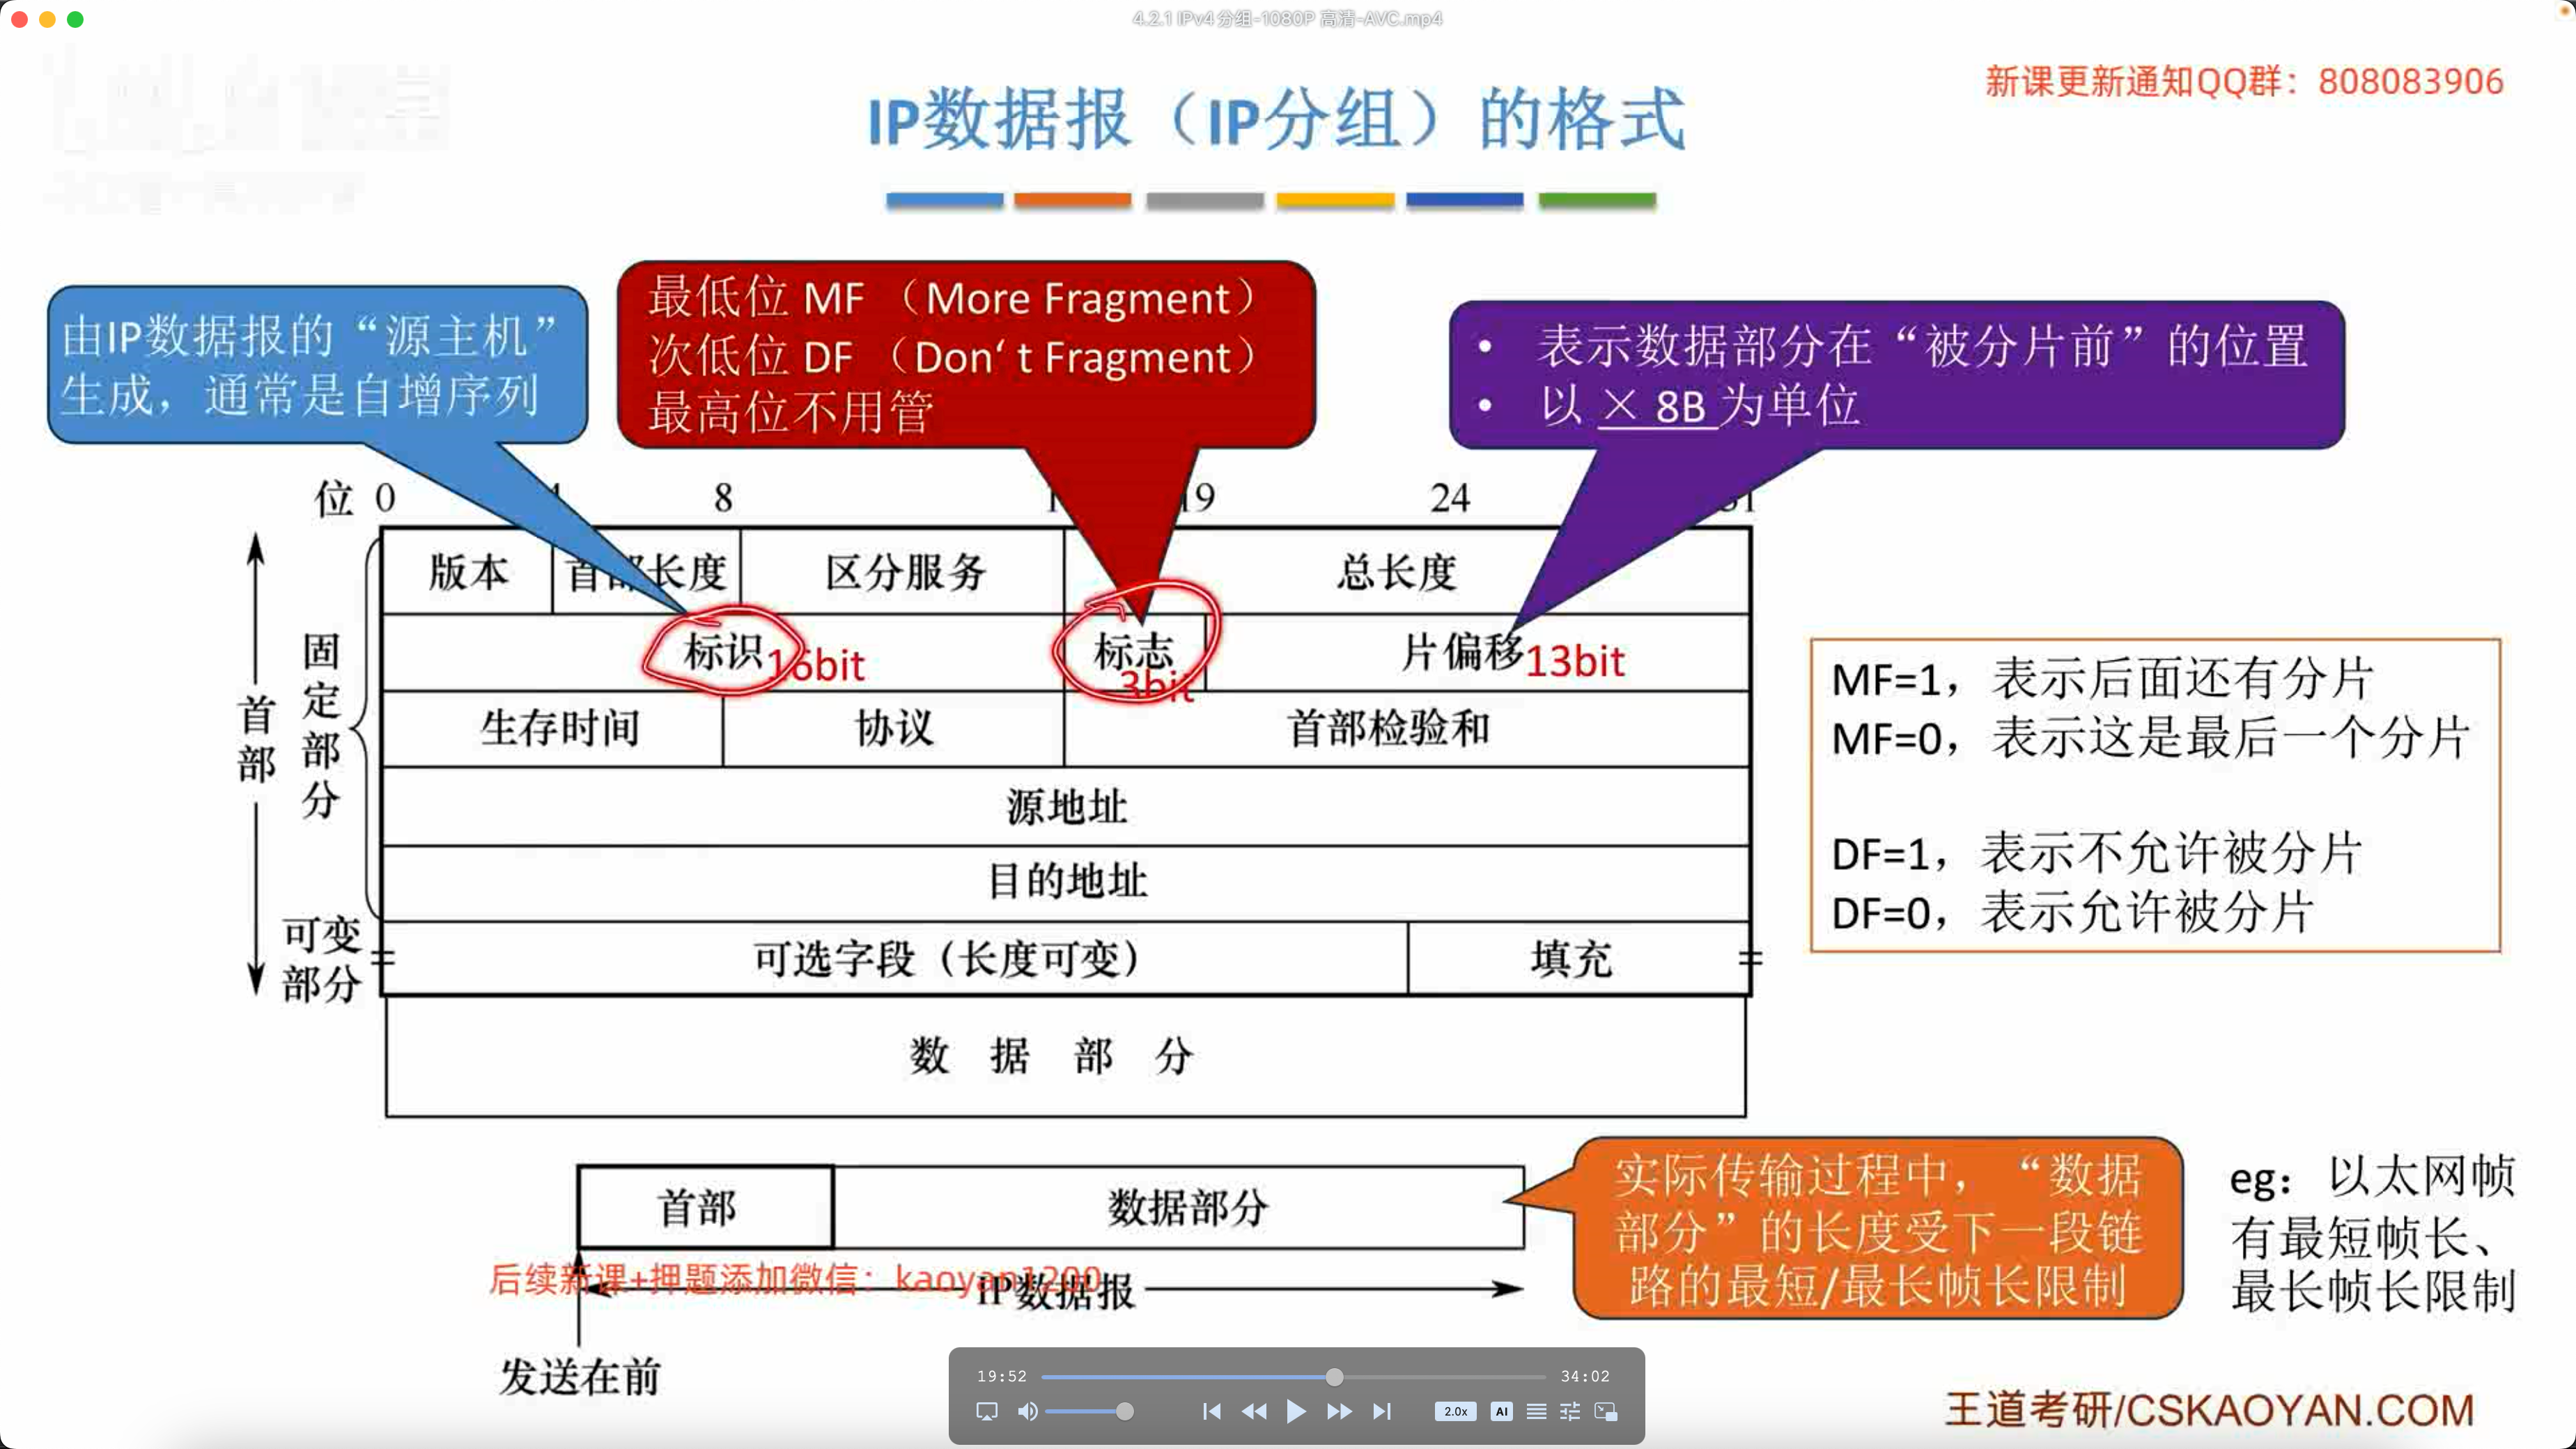 4.2.1 IPv4 分组-1080P 高清-AVC.mp4
新课更新通知QQ群：808083906
IP数据报（IP分组）的格式
由IP数据报的“源主机”
生成，通常是自增序列
最低位 MF （More Fragment）
次低位 DF （Don‘t Fragment）
最高位不用管
• 表示数据部分在“被分片前”的位置
• 以 × 8B 为单位
位 0 8 19 24
版本 首部长度 区分服务 总长度
标识 16bit 标志 3bit 片偏移 13bit
生存时间 协议 首部检验和
源地址
目的地址
可选字段（长度可变） 填充
数 据 部 分
首部
固定部分
可变
部分
MF=1，表示后面还有分片
MF=0，表示这是最后一个分片
DF=1，表示不允许被分片
DF=0，表示允许被分片
首部 数据部分
后续新课+押题添加微信：kaoyan1200
IP数据报
发送在前
实际传输过程中，“数据
部分”的长度受下一段链
路的最短/最长帧长限制
eg：以太网帧
有最短帧长、
最长帧长限制
19:52 34:02
2.0x AI
王道考研/CSKAOYAN.COM